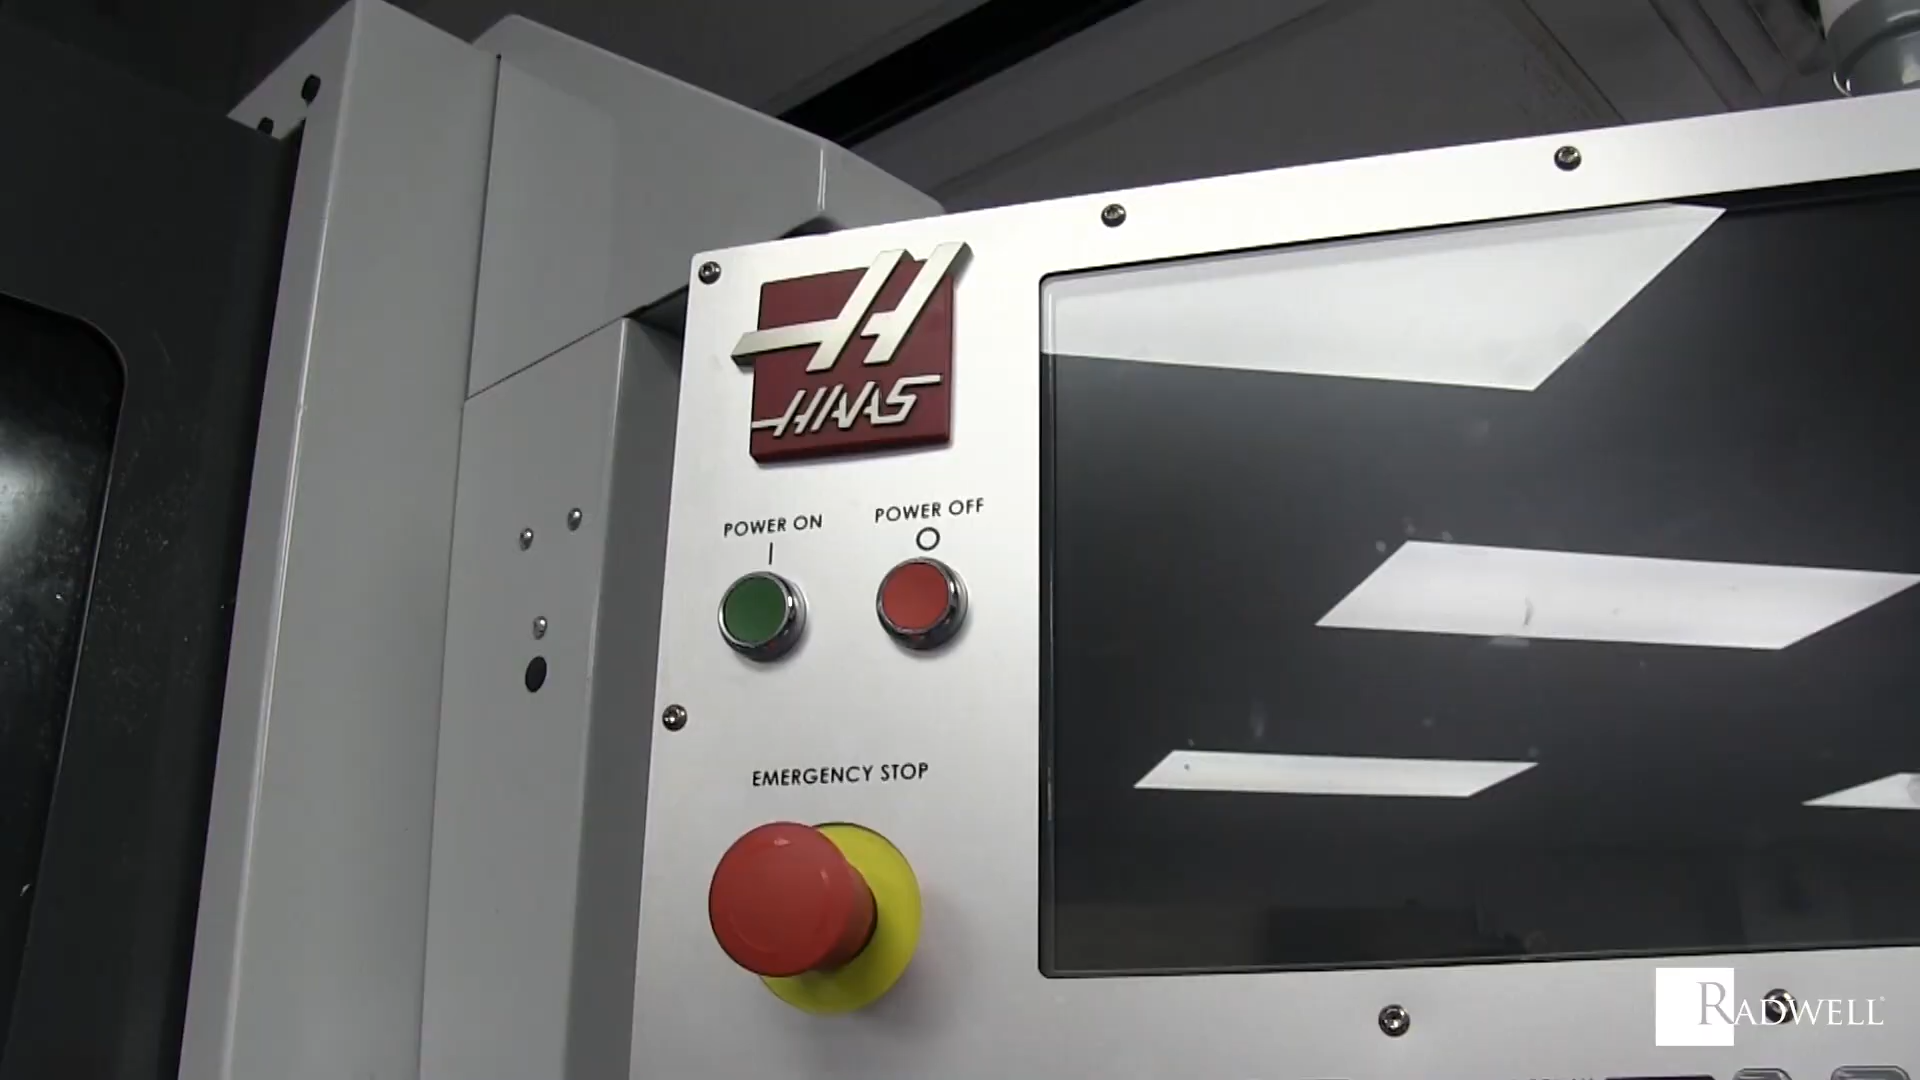 H
HAAS
POWER ON
POWER OFF
EMERGENCY STOP
RADWELL